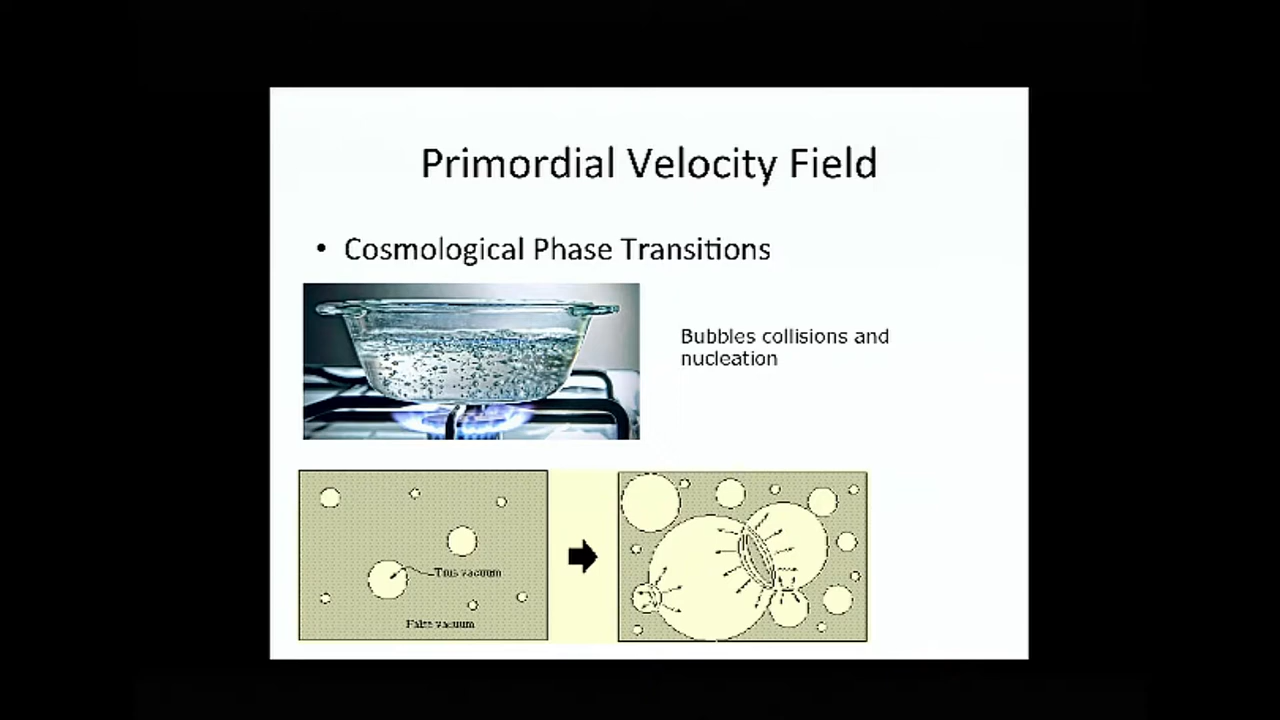 Primordial Velocity Field
• Cosmological Phase Transitions
Bubbles collisions and
nucleation
True vacuum
False vacuum